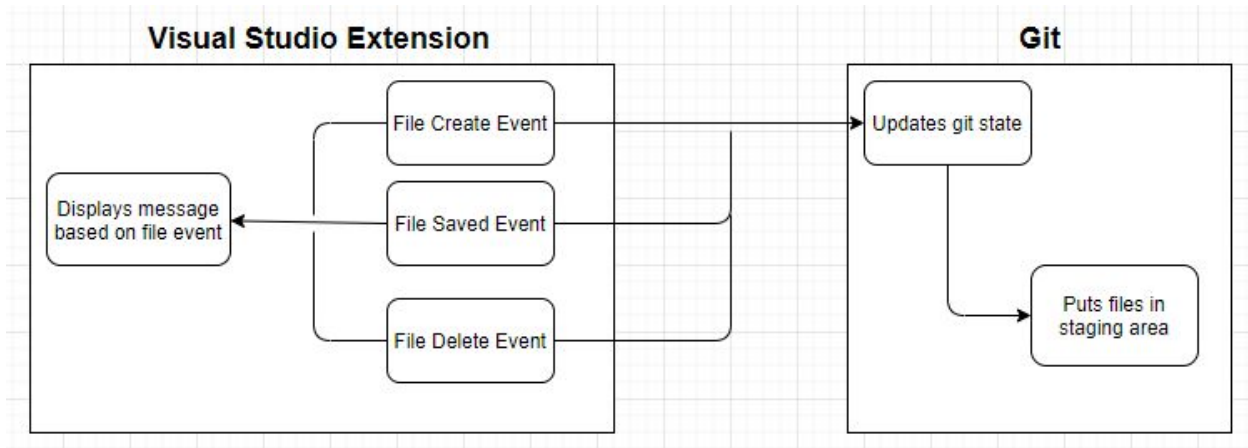 Visual Studio Extension
Git
File Create Event
Updates git state
Displays message
based on file event
File Saved Event
Puts files in
staging area
File Delete Event